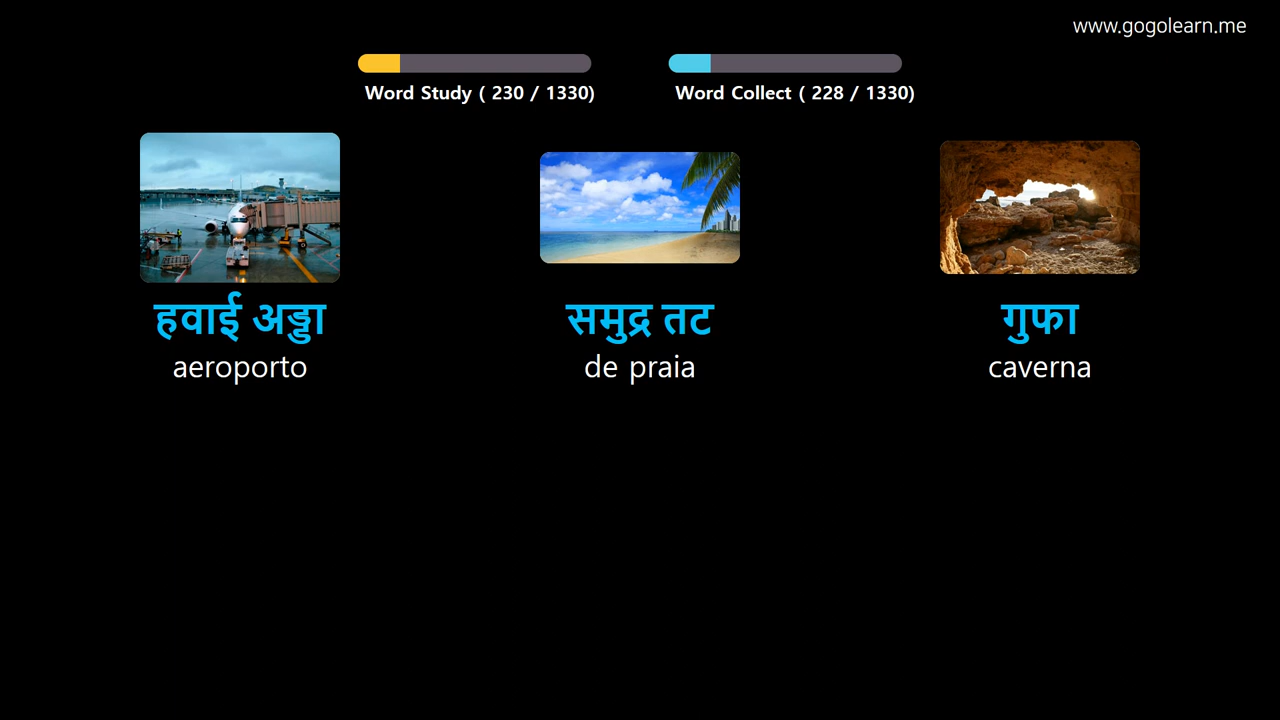 www.gogolearn.me
Word Study ( 230 / 1330)
Word Collect ( 228 / 1330)
हवाई अड्डा
aeroporto
समुद्र तट
de praia
गुफा
caverna